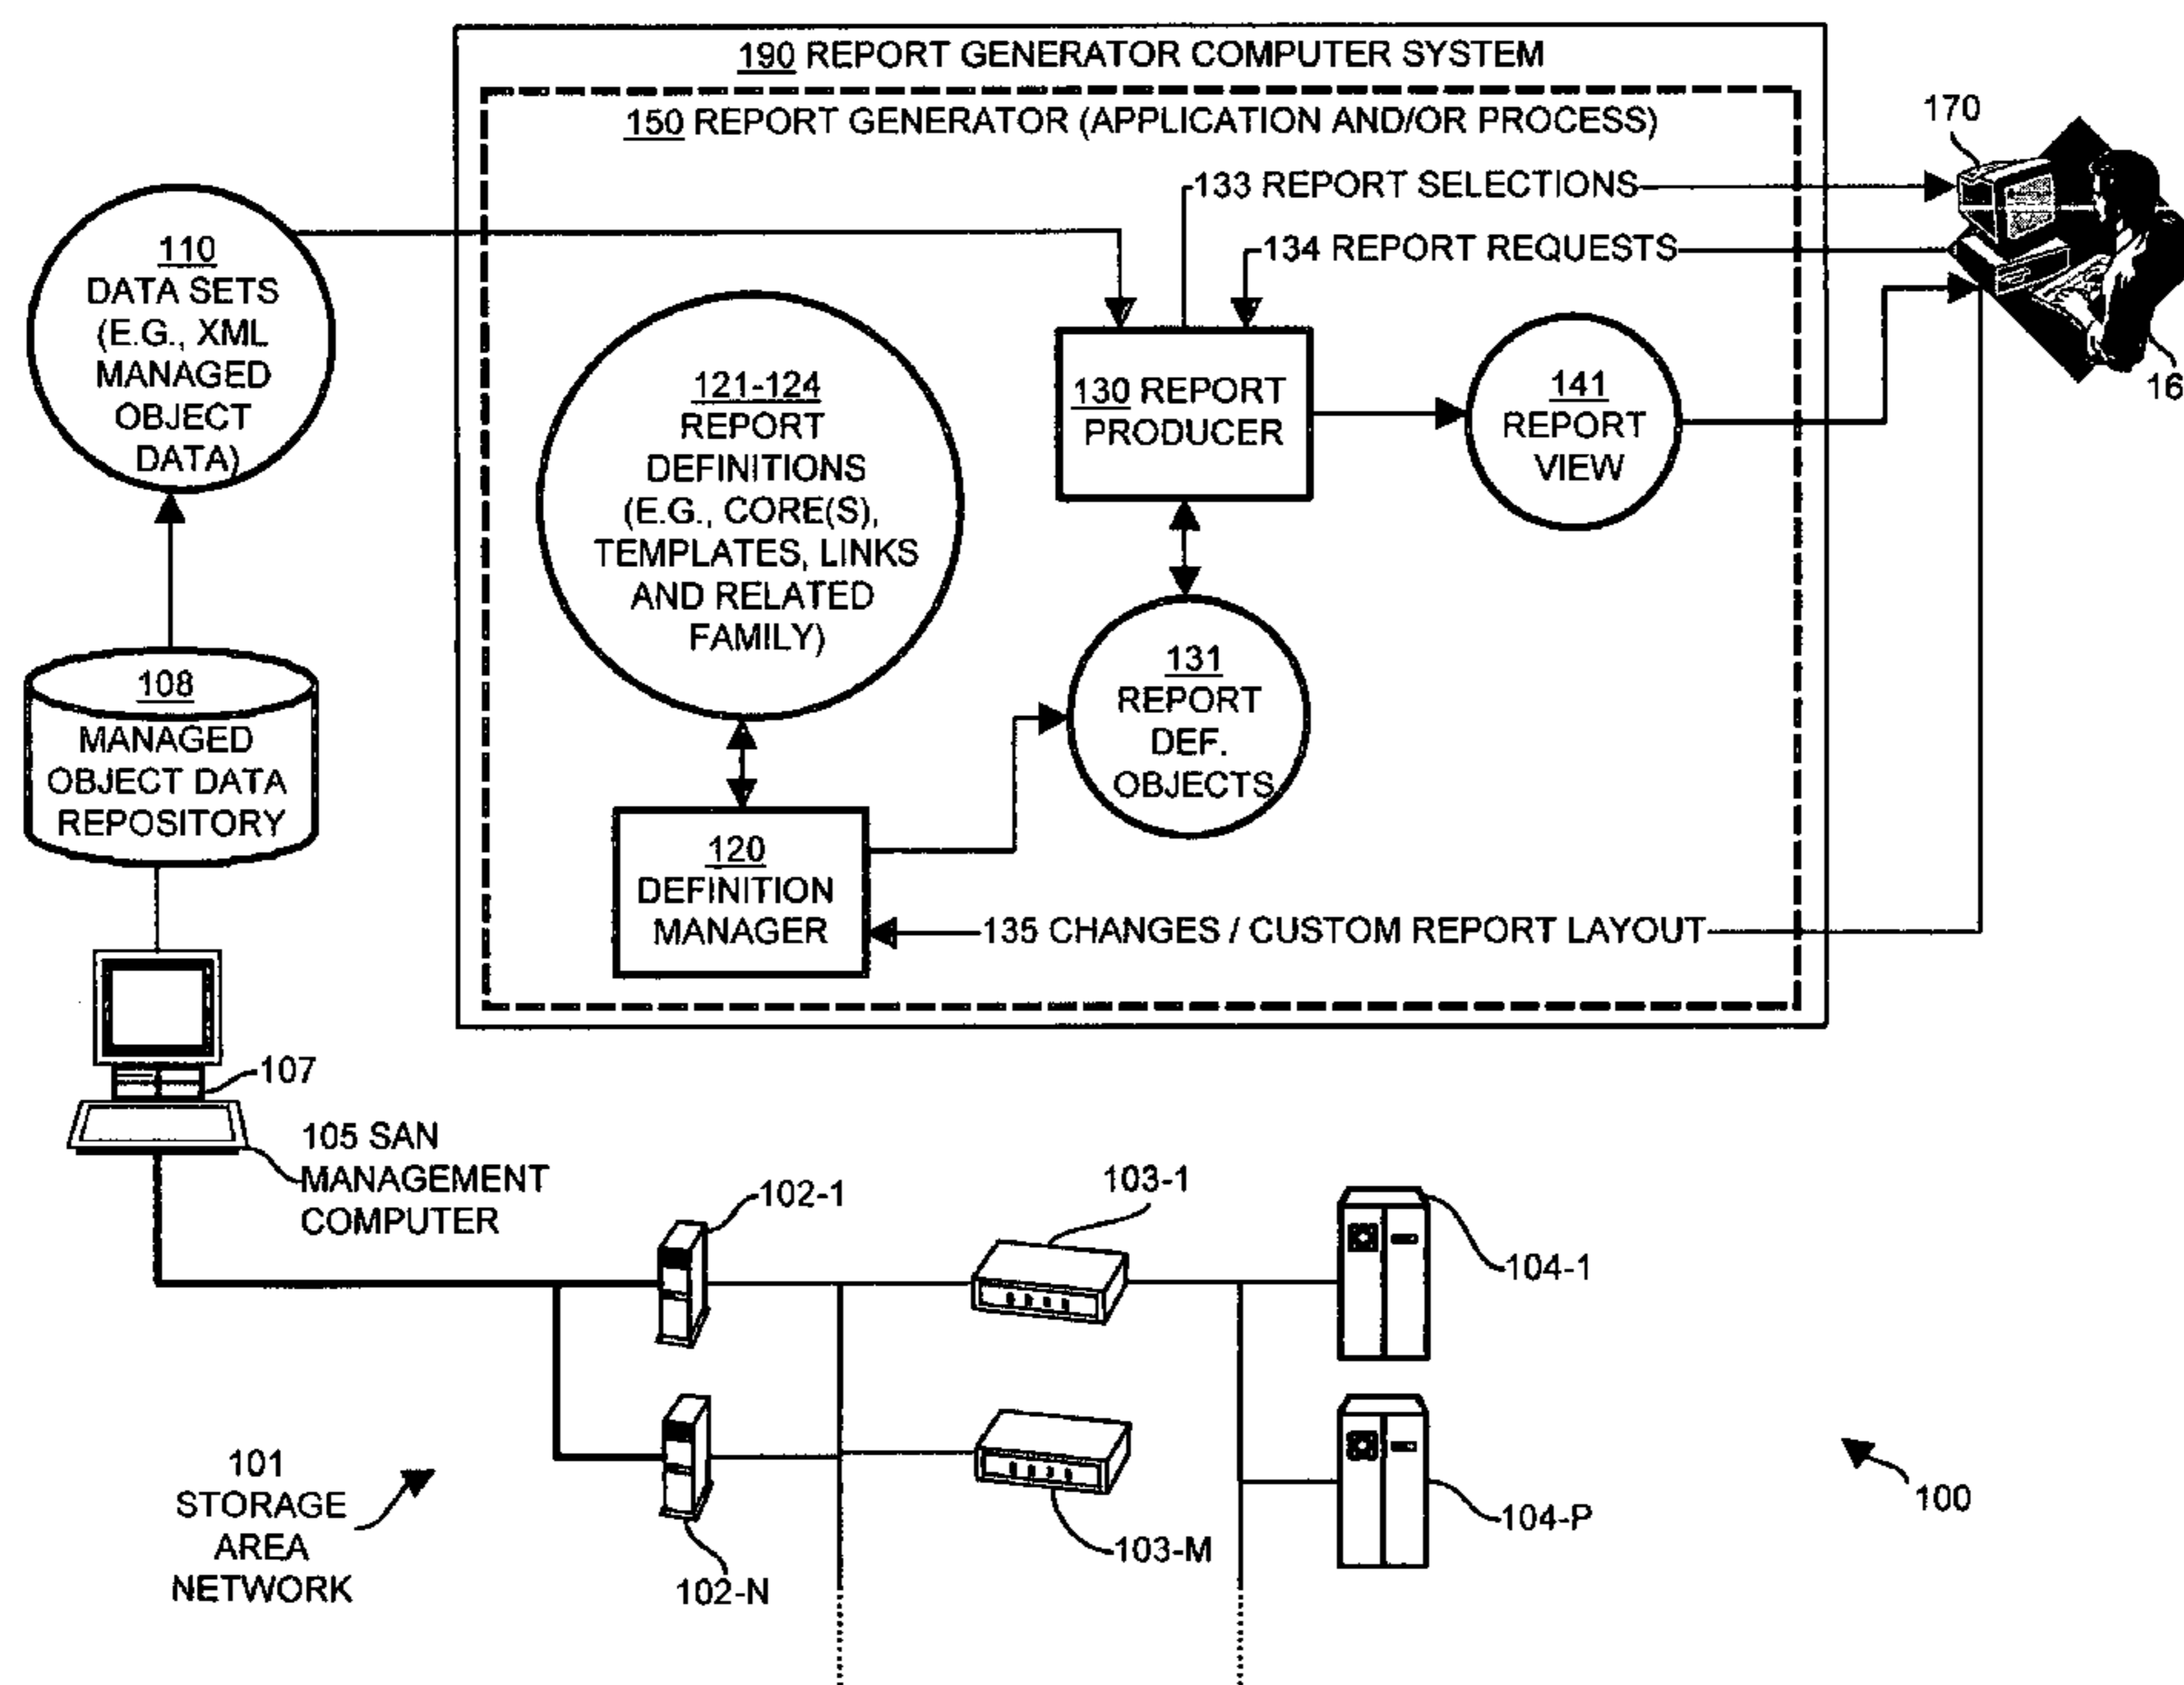 190 REPORT GENERATOR COMPUTER SYSTEM
150 REPORT GENERATOR (APPLICATION AND/OR PROCESS)
170
133 REPORT SELECTIONS
134 REPORT REQUESTS
110
DATA SETS
(E.G., XML
MANAGED
OBJECT
DATA)
121-124
REPORT
DEFINITIONS
(E.G., CORE(S),
TEMPLATES, LINKS
AND RELATED
FAMILY)
130 REPORT
PRODUCER
141
REPORT
VIEW
16
131
REPORT
DEF.
OBJECTS
108
MANAGED
OBJECT DATA
REPOSITORY
120
DEFINITION
MANAGER
135 CHANGES / CUSTOM REPORT LAYOUT
107
105 SAN
MANAGEMENT
COMPUTER
102-1
103-1
104-1
101
STORAGE
AREA
NETWORK
102-N
103-M
104-P
100